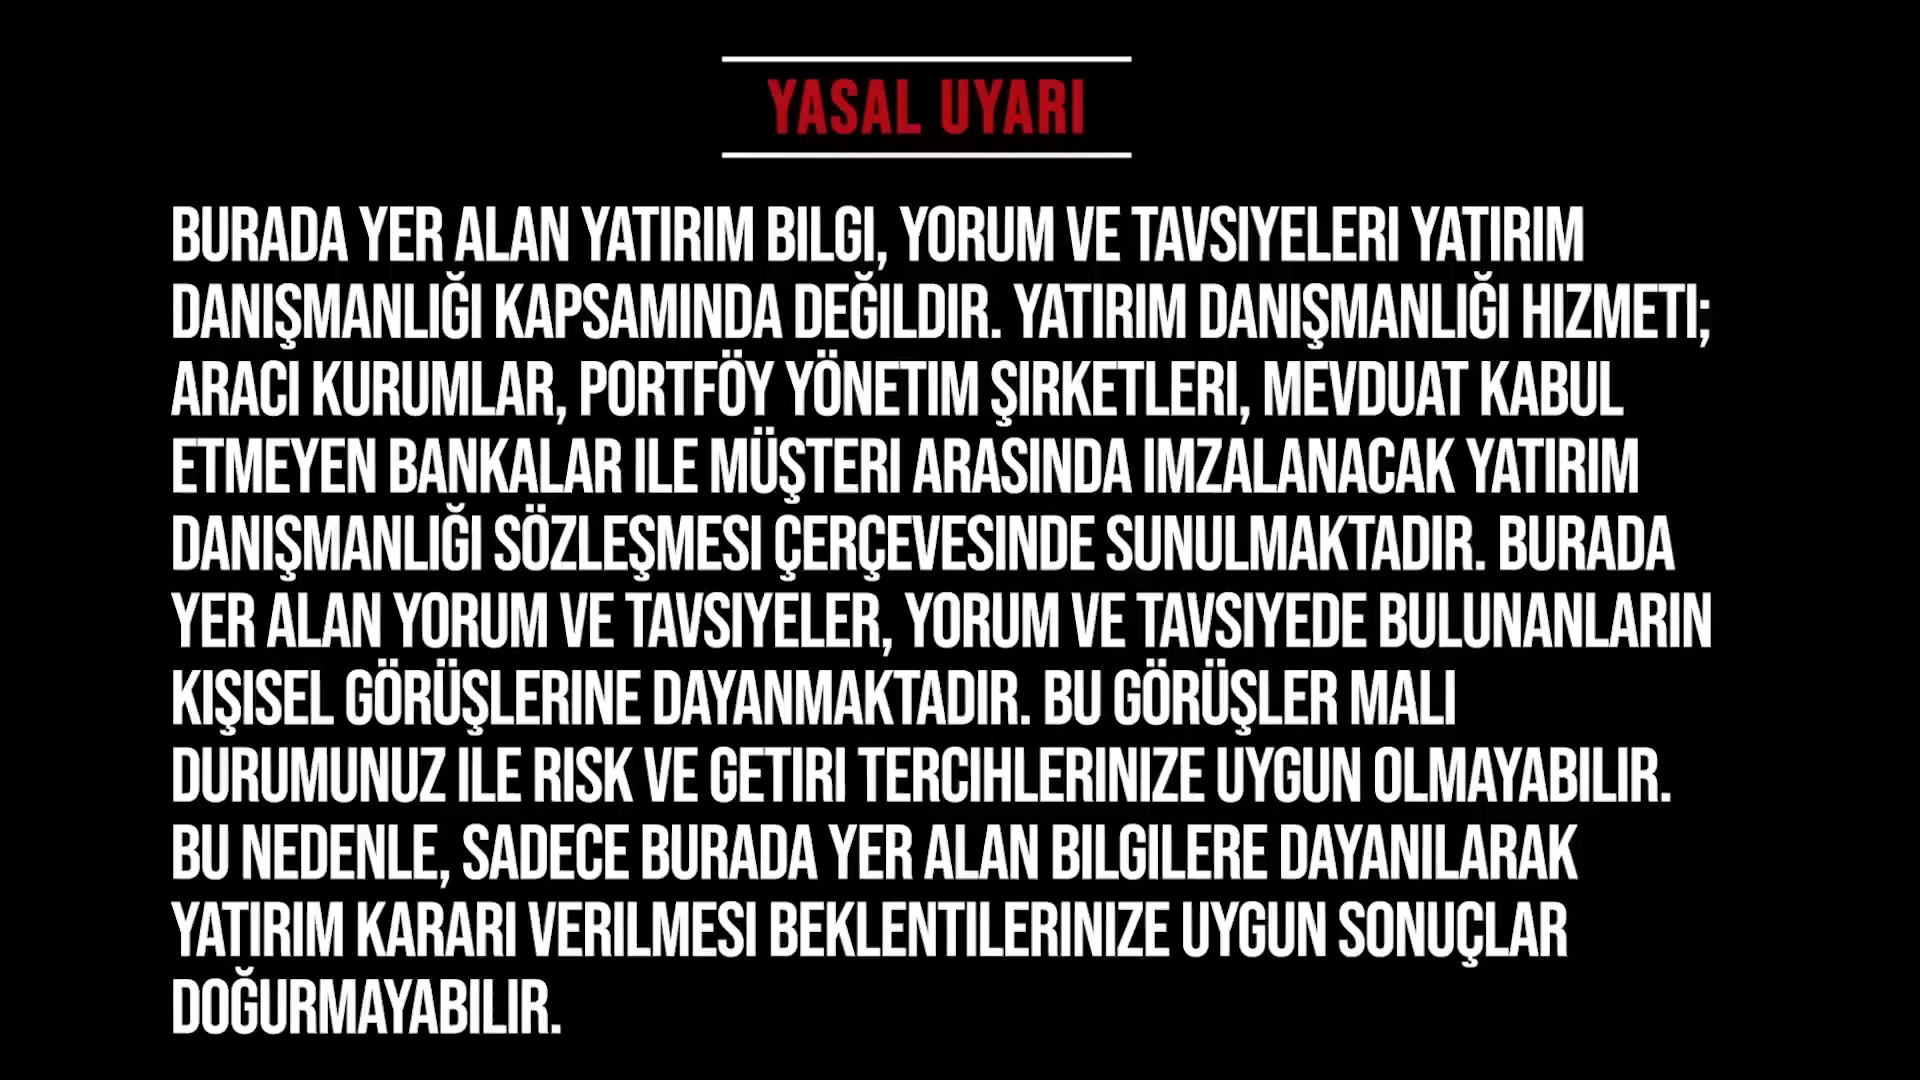 YASAL UYARI
BURADA YER ALAN YATIRIM BILGI, YORUM VE TAVSIYELERI YATIRIM
DANIŞMANLIĞI KAPSAMINDA DEĞILDIR. YATIRIM DANIŞMANLIĞI HIZMETI;
ARACI KURUMLAR, PORTFÖY YÖNETIM ŞIRKETLERI, MEVDUAT KABUL
ETMEYEN BANKALAR ILE MÜŞTERI ARASINDA IMZALANACAK YATIRIM
DANIŞMANLIĞI SÖZLEŞMESI ÇERÇEVESINDE SUNULMAKTADIR. BURADA
YER ALAN YORUM VE TAVSIYELER, YORUM VE TAVSIYEDE BULUNANLARIN
KIŞISEL GÖRÜŞLERINE DAYANMAKTADIR. BU GÖRÜŞLER MALI
DURUMUNUZ ILE RISK VE GETIRI TERCIHLERINIZE UYGUN OLMAYABILIR.
BU NEDENLE, SADECE BURADA YER ALAN BILGILERE DAYANILARAK
YATIRIM KARARI VERILMESI BEKLENTILERINIZE UYGUN SONUÇLAR
DOĞURMAYABILIR.